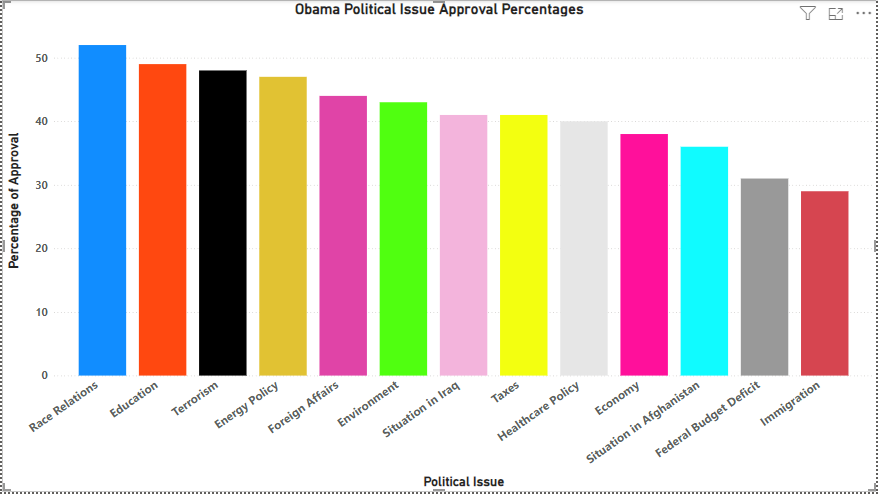 Obama Political Issue Approval Percentages
Percentage of Approval
50
40
30
20
10
0
Race Relations
Education
Terrorism
Energy Policy
Foreign Affairs
Environment
Situation in Iraq
Taxes
Healthcare Policy
Economy
Situation in Afghanistan
Federal Budget Deficit
Immigration
Political Issue